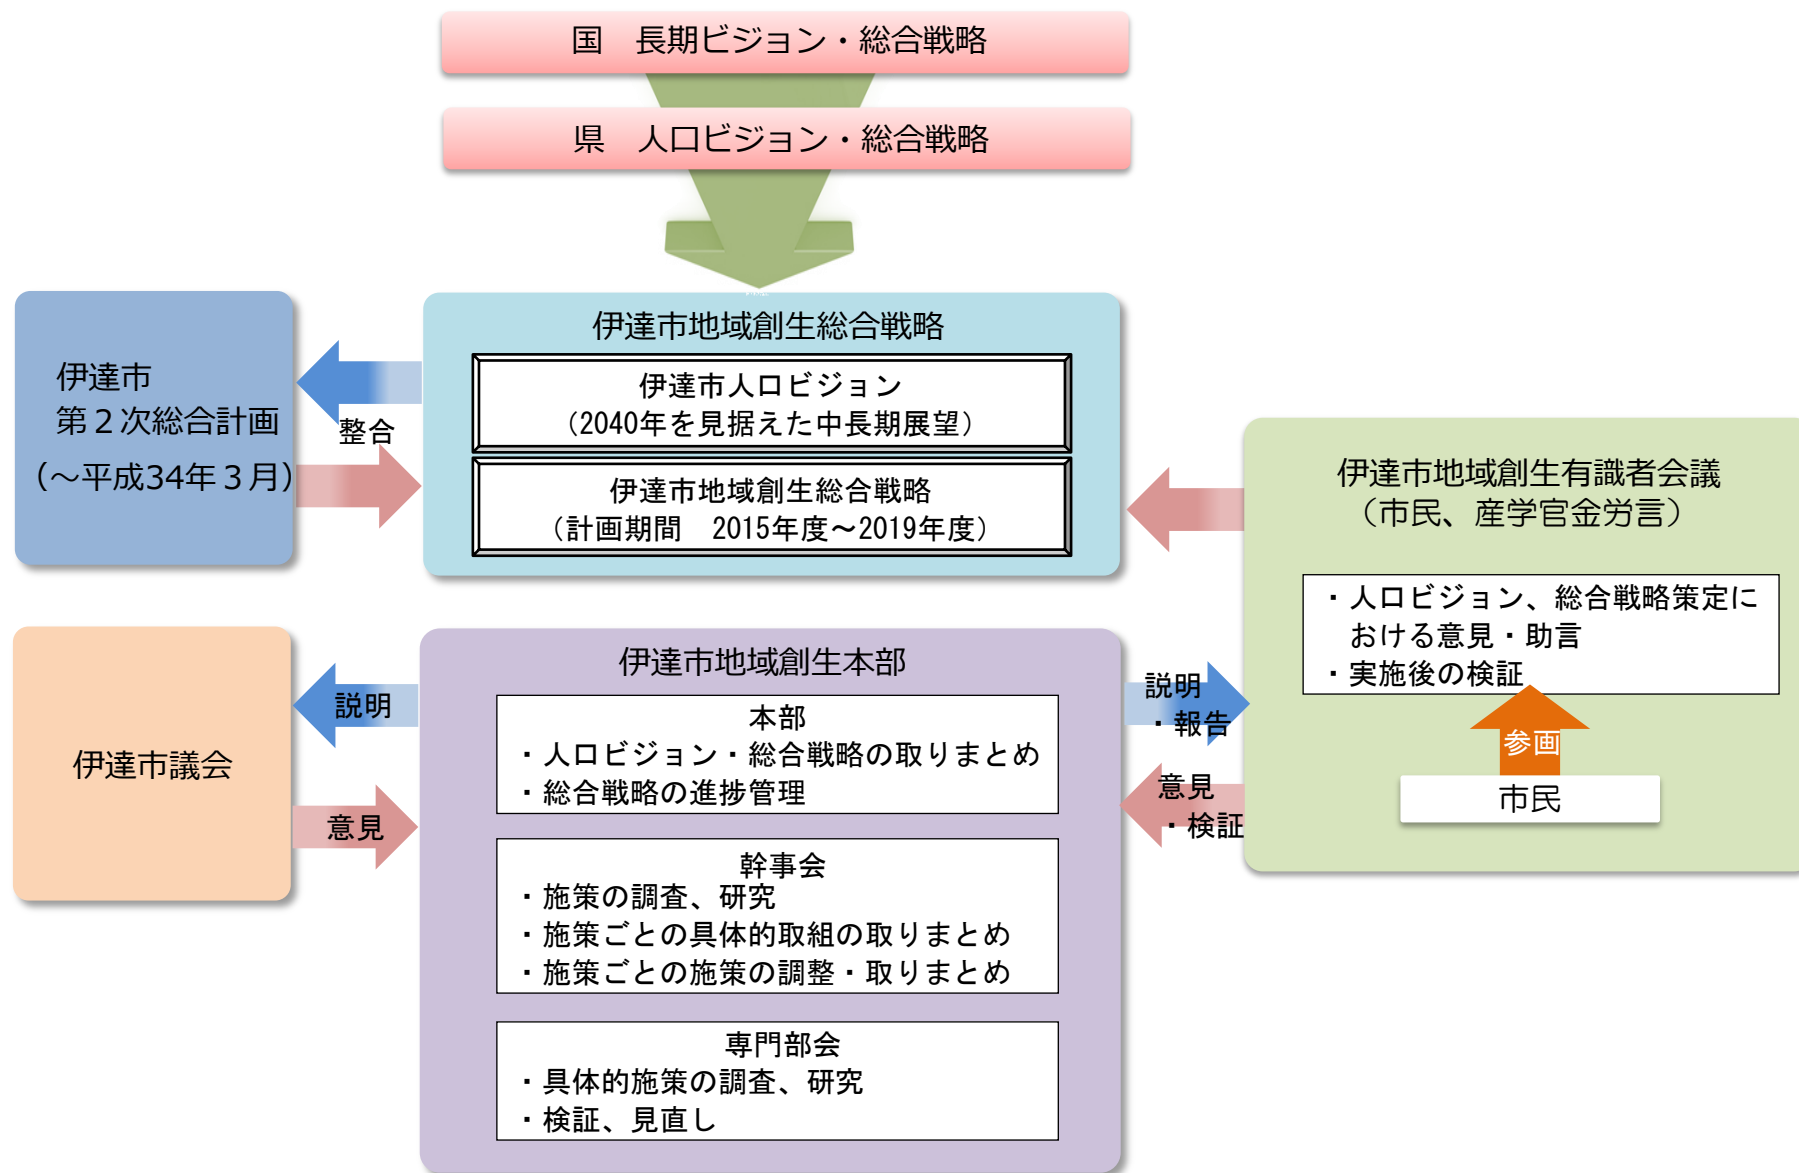 国　長期ビジョン・総合戦略
県　人口ビジョン・総合戦略
伊達市
第２次総合計画
（～平成34年３月）
整合
伊達市地域創生総合戦略
伊達市人口ビジョン
（2040年を見据えた中長期展望）
伊達市地域創生総合戦略
（計画期間　2015年度～2019年度）
伊達市地域創生有識者会議
（市民、産学官金労言）
・人口ビジョン、総合戦略策定に
おける意見・助言
・実施後の検証
参画
市民
伊達市議会
説明
意見
伊達市地域創生本部
本部
・人口ビジョン・総合戦略の取りまとめ
・総合戦略の進捗管理
幹事会
・施策の調査、研究
・施策ごとの具体的取組の取りまとめ
・施策ごとの施策の調整・取りまとめ
専門部会
・具体的施策の調査、研究
・検証、見直し
説明
・報告
意見
・検証